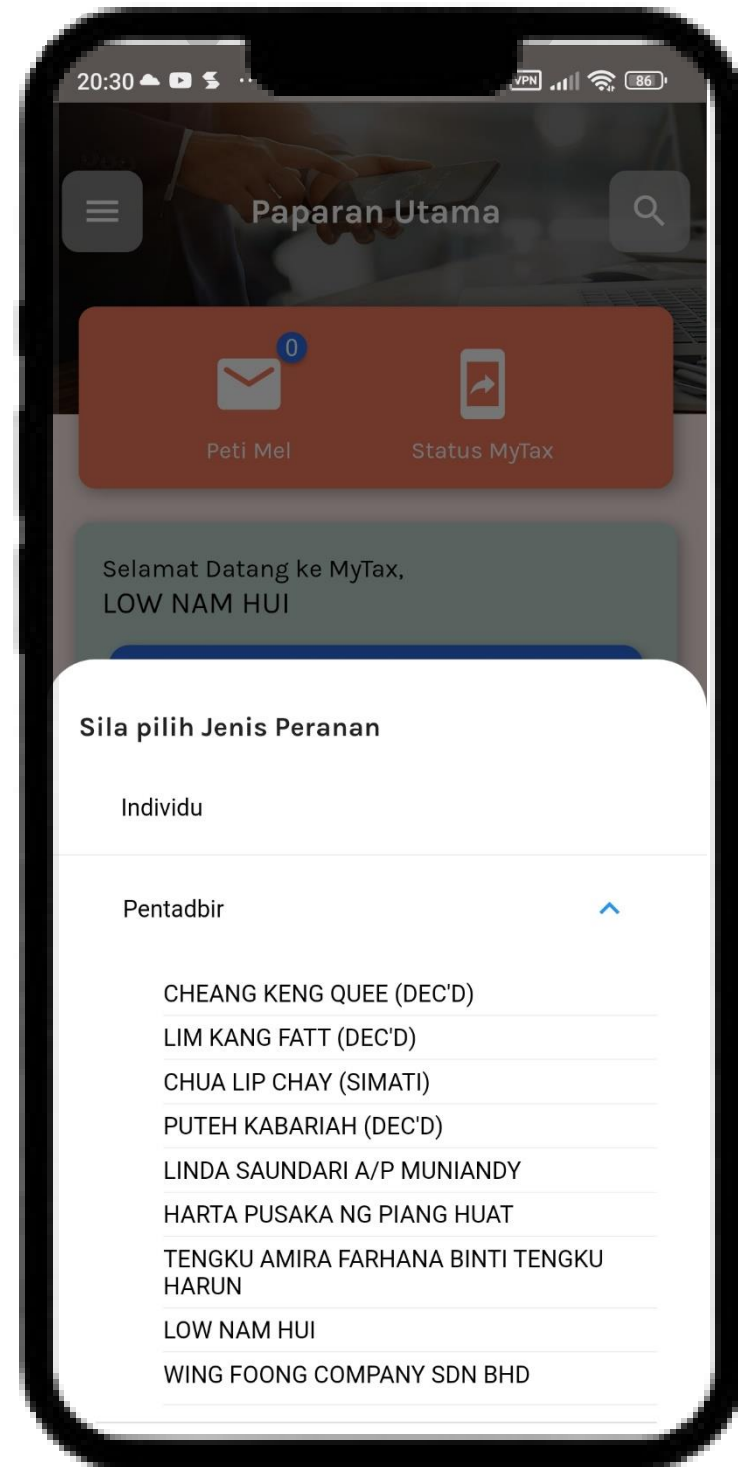 20:30
VPN
86
Paparan Utama
0
Peti Mel
Status MyTax
Selamat Datang ke MyTax,
LOW NAM HUI
Sila pilih Jenis Peranan
Individu
Pentadbir
CHEANG KENG QUEE (DEC'D)
LIM KANG FATT (DEC'D)
CHUA LIP CHAY (SIMATI)
PUTEH KABARIAH (DEC'D)
LINDA SAUNDARI A/P MUNIANDY
HARTA PUSAKA NG PIANG HUAT
TENGKU AMIRA FARHANA BINTI TENGKU
HARUN
LOW NAM HUI
WING FOONG COMPANY SDN BHD